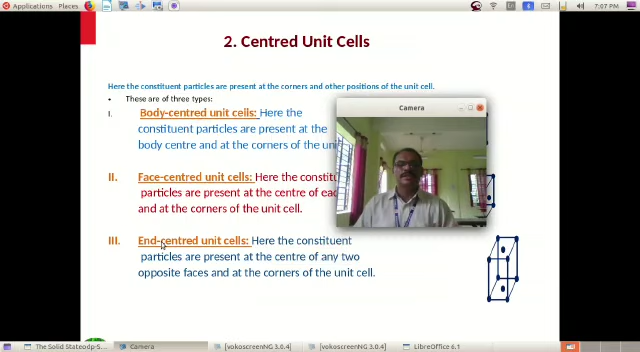 Applications Places
En
7:07 PM
2. Centred Unit Cells
Here the constituent particles are present at the corners and other positions of the unit cell.
• These are of three types:
I. Body-centred unit ceils: Here the
constituent particles are present at the
body centre and at the corners of the uni
Camera
II. Face-centred unit cells: Here the constitu
particles are present at the centre of eac
and at the corners of the unit cell.
III. End-centred unit cells: Here the constituent
particles are present at the centre of any two
opposite faces and at the corners of the unit cell.
The Solid Stateodp-S... Camera [vokoscreenNG 3.0.4] [vokoscreenNG 3.0.4] LibreOffice 6.1